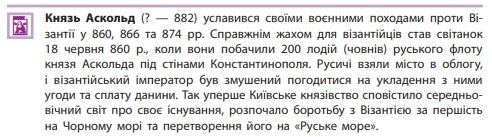 Князь Аскольд (? — 882) уславився своїми воєнними походами проти Ві-
зантії у 860, 866 та 874 рр. Справжнім жахом для візантійців став світанок
18 червня 860 р., коли вони побачили 200 лодій (човнів) руського флоту
князя Аскольда під стінами Константинополя. Русичі взяли місто в облогу,
і візантійський імператор був змушений погодитися на укладення з ними
угоди та сплату данини. Так уперше Київське князівство сповістило середньо-
вічний світ про своє існування, розпочало боротьбу з Візантією за першість
на Чорному морі та перетворення його на «Руське море».